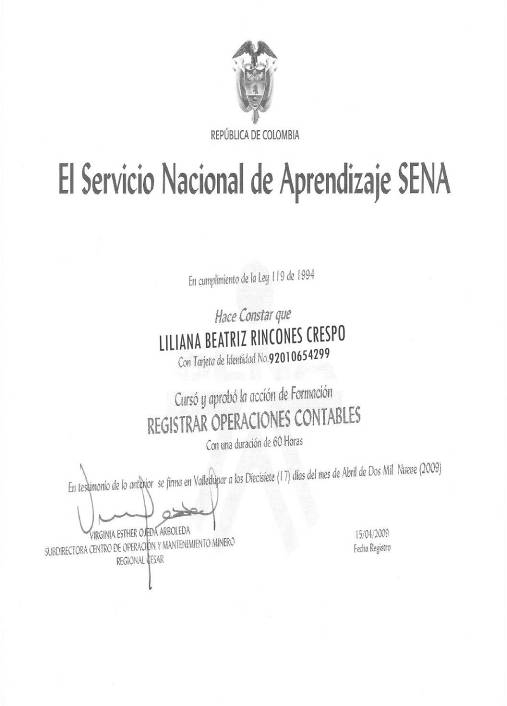 REPÚBLICA DE COLOMBIA
El Servicio Nacional de Aprendizaje SENA
En cumplimiento de la Ley 119 de 1994
Hace Constar que
LILIANA BEATRIZ RINCONES CRESPO
Con Tarjeta de Identidad No.92010654299
Cursó y aprobó la acción de Formación
REGISTRAR OPERACIONES CONTABLES
Con una duración de 60 Horas
En testimonio de lo anterior se firma en Valledupar a los Diecisiete (17) días del mes de Abril de Dos Mil Nueve (2009)
VIRGINIA ESTHER OJEDA ARBOLEDA
SUBDIRECTORA CENTRO DE OPERACION Y MANTENIMIENTO MINERO
REGIONAL CESAR
15/04/2009
Fecha Registro